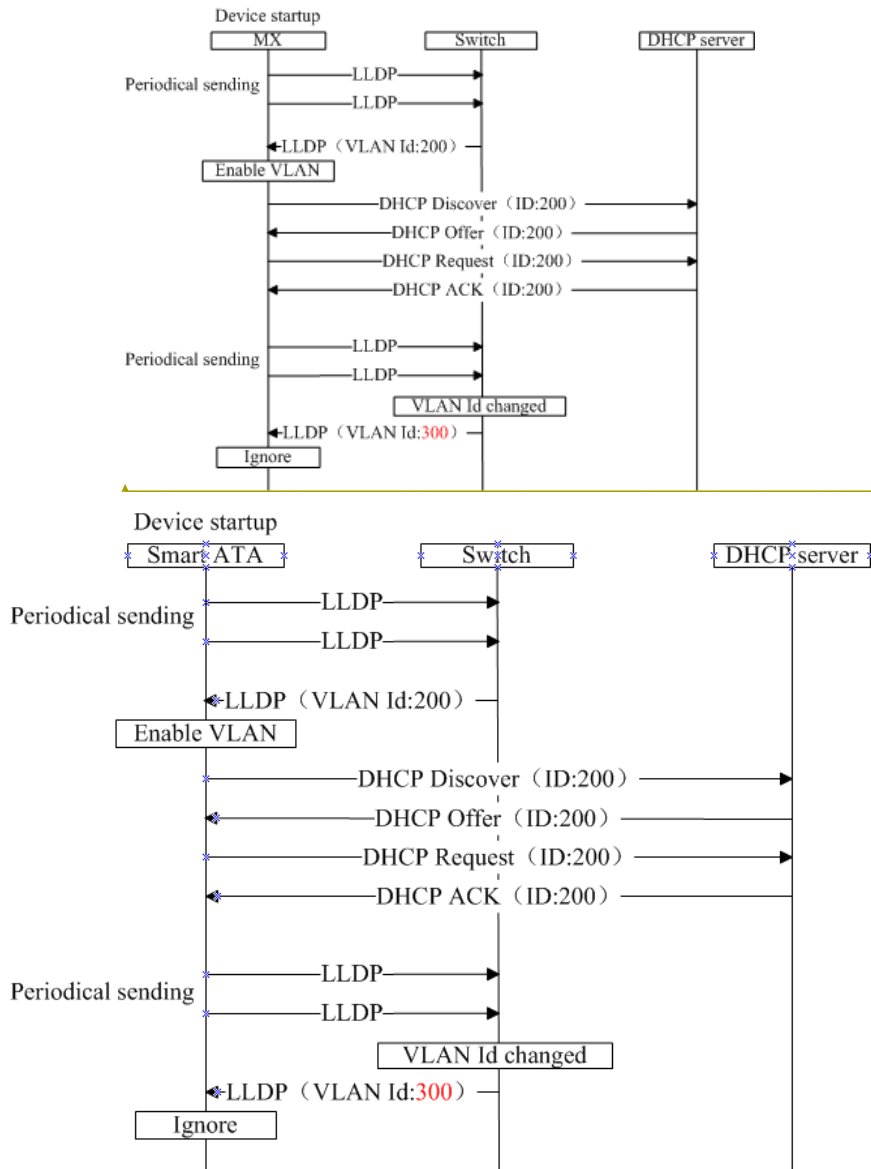 Device startup
MX Switch DHCP server
LLDP
Periodical sending
LLDP
LLDP（VLAN Id:200）
Enable VLAN
DHCP Discover（ID:200）
DHCP Offer（ID:200）
DHCP Request（ID:200）
DHCP ACK（ID:200）
LLDP
Periodical sending
LLDP
VLAN Id changed
LLDP（VLAN Id:300）
Ignore
Device startup
Smart ATA Switch DHCP server
LLDP
Periodical sending
LLDP
LLDP（VLAN Id:200）
Enable VLAN
DHCP Discover（ID:200）
DHCP Offer（ID:200）
DHCP Request（ID:200）
DHCP ACK（ID:200）
LLDP
Periodical sending
LLDP
VLAN Id changed
LLDP（VLAN Id:300）
Ignore